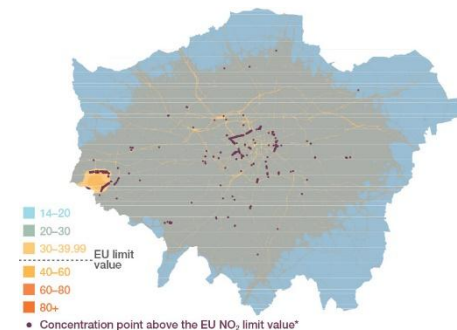 14–20
20–30
30–39.99
EU limit
value
40–60
60–80
80+
• Concentration point above the EU NO₂ limit value*